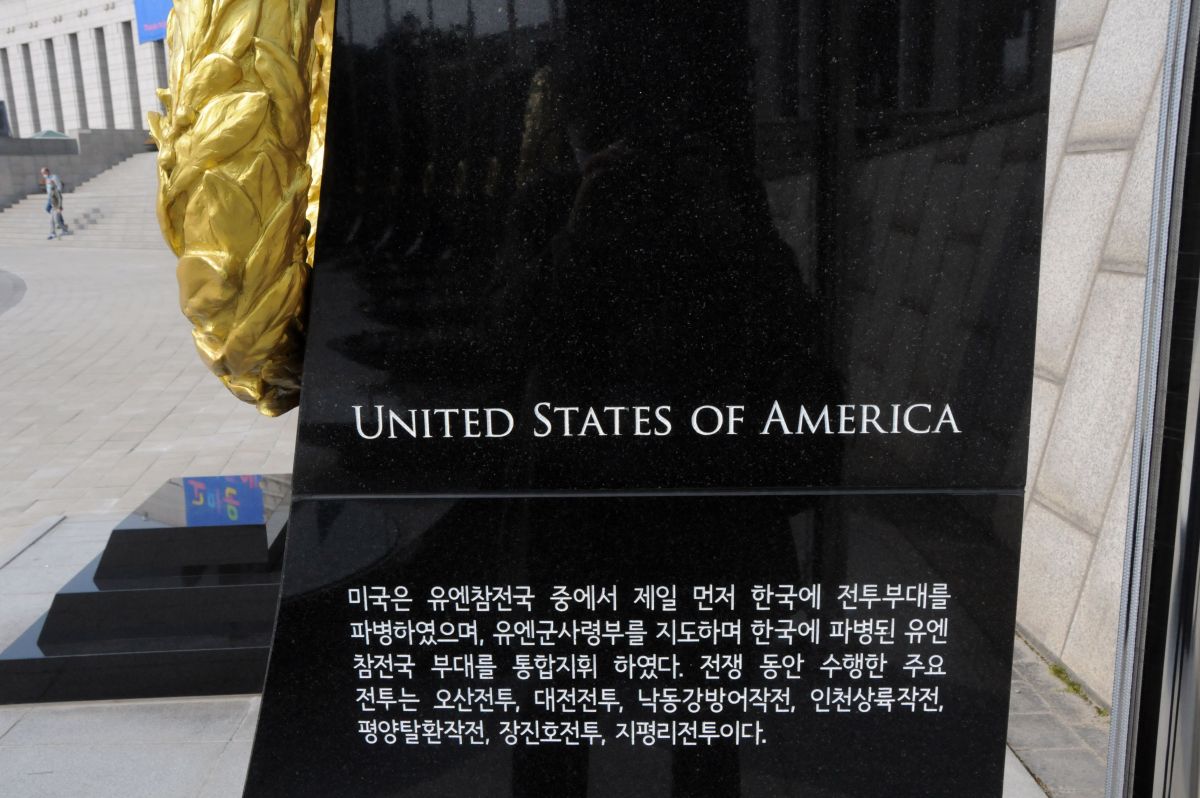 UNITED STATES OF AMERICA
미국은 유엔참전국 중에서 제일 먼저 한국에 전투부대를
파병하였으며, 유엔군사령부를 지도하며 한국에 파병된 유엔
참전국 부대를 통합지휘 하였다. 전쟁 동안 수행한 주요
전투는 오산전투, 대전전투, 낙동강방어작전, 인천상륙작전,
평양탈환작전, 장진호전투, 지평리전투이다.